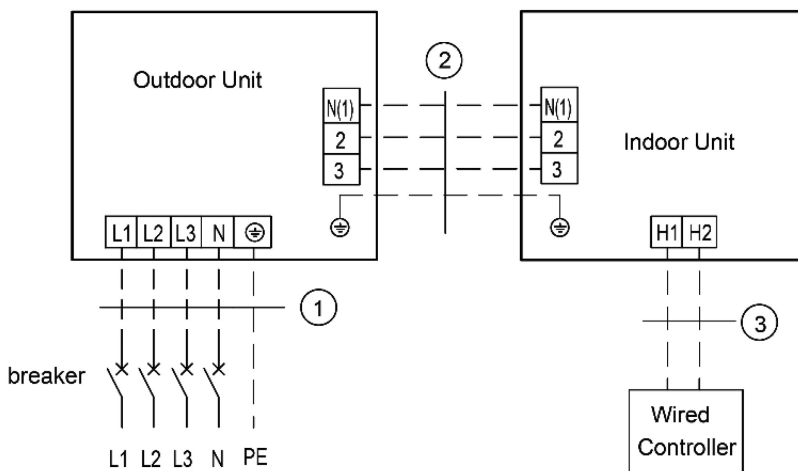 Outdoor Unit
2
N(1)
N(1)
2
2
Indoor Unit
3
3
L1 L2 L3 N
H1 H2
1
3
breaker
Wired
Controller
L1 L2 L3 N PE